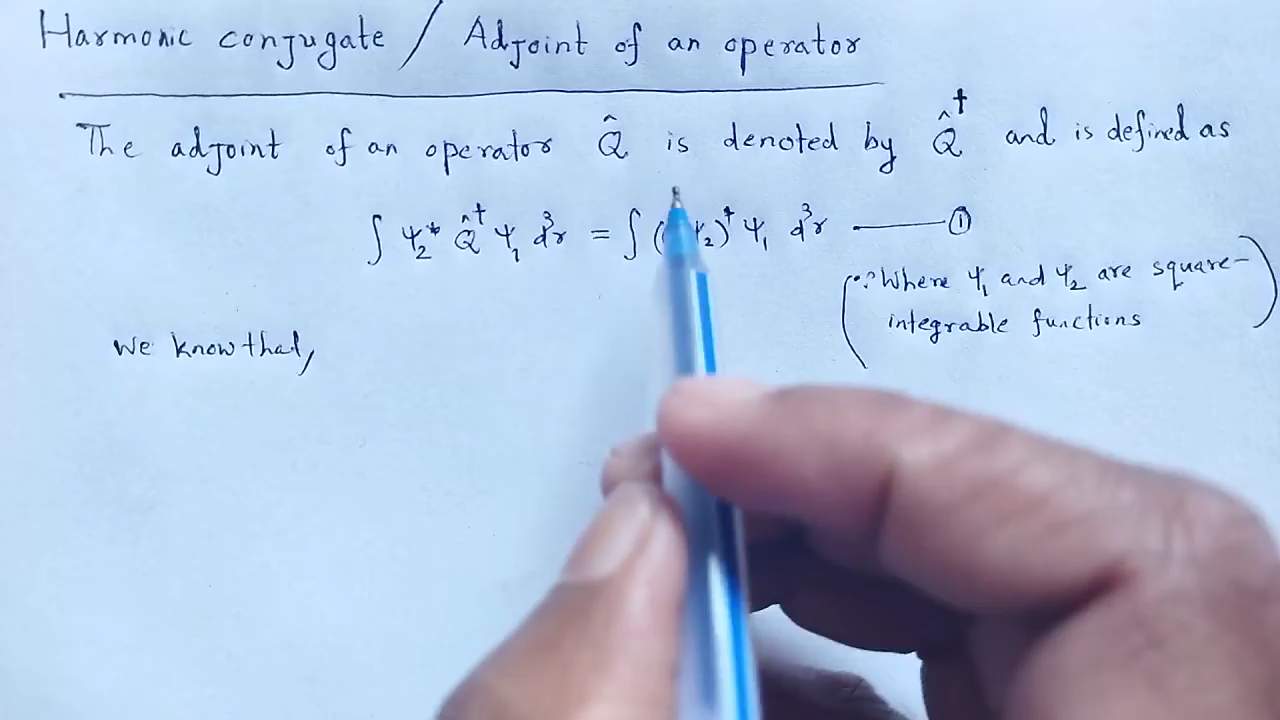 Harmonic conjugate / Adjoint of an operator
The adjoint of an operator Q̂ is denoted by Q̂† and is defined as
∫ ψ₂* Q̂† ψ₁ d³r = ∫ ( ψ₂)† ψ₁ d³r ——— ①
(∵ Where ψ₁ and ψ₂ are square-
integrable functions)
We know that,